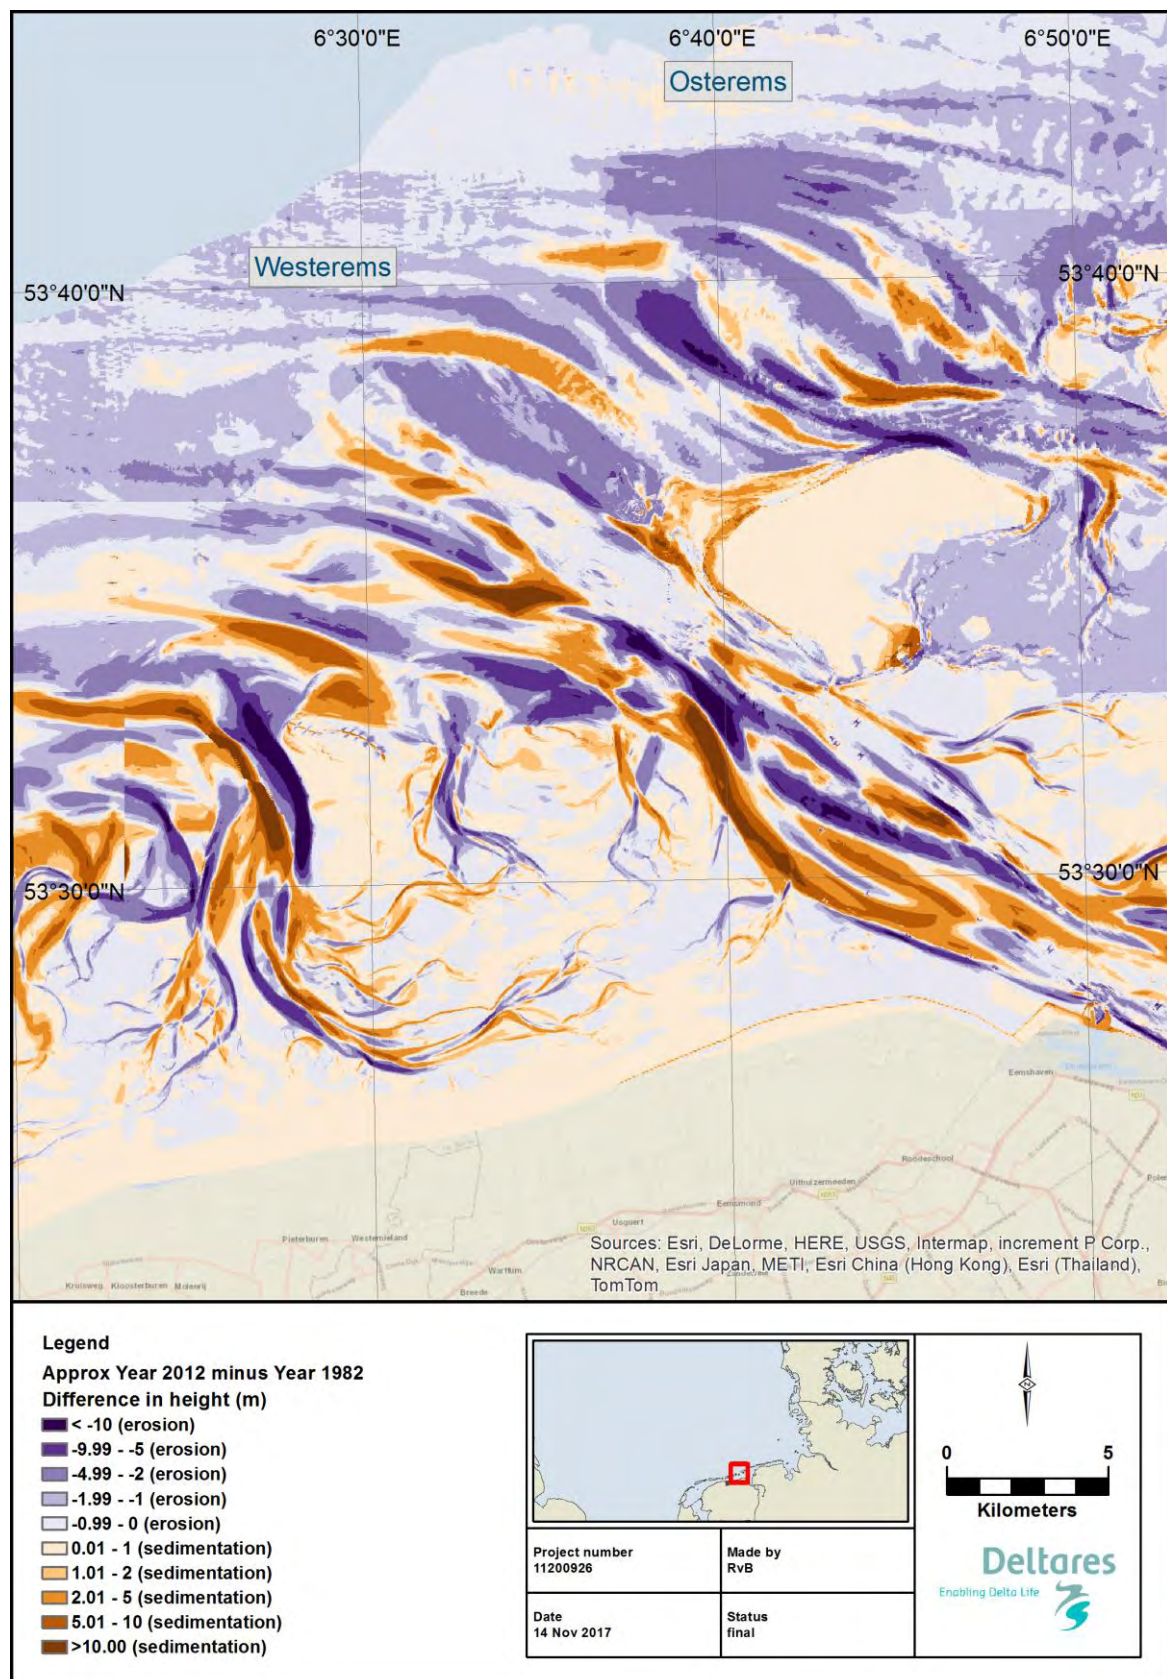 6°30'0"E
6°40'0"E
6°50'0"E
Osterems
Westerems
53°40'0"N
53°40'0"N
53°30'0"N
53°30'0"N
Eemshaven
Roodeschool
Uithuizermeeden
Eemsmond
Usquert
Pieterburen
Westernieland
Warffum
Breede
Kruisweg
Kloosterburen
Molenrij
Sources: Esri, DeLorme, HERE, USGS, Intermap, increment P Corp.,
NRCAN, Esri Japan, METI, Esri China (Hong Kong), Esri (Thailand),
TomTom
Legend
Approx Year 2012 minus Year 1982
Difference in height (m)
< -10 (erosion)
-9.99 - -5 (erosion)
-4.99 - -2 (erosion)
-1.99 - -1 (erosion)
-0.99 - 0 (erosion)
0.01 - 1 (sedimentation)
1.01 - 2 (sedimentation)
2.01 - 5 (sedimentation)
5.01 - 10 (sedimentation)
>10.00 (sedimentation)
Project number
11200926
Made by
RvB
Date
14 Nov 2017
Status
final
N
0 5
Kilometers
Deltares
Enabling Delta Life